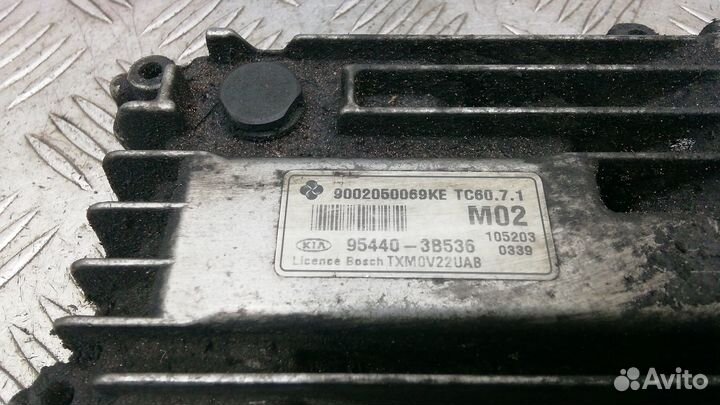 9002050069KE TC60.7.1
M02
KIA 95440-3B536
105203
0339
Licence Bosch TXM0V22UAB
Avito